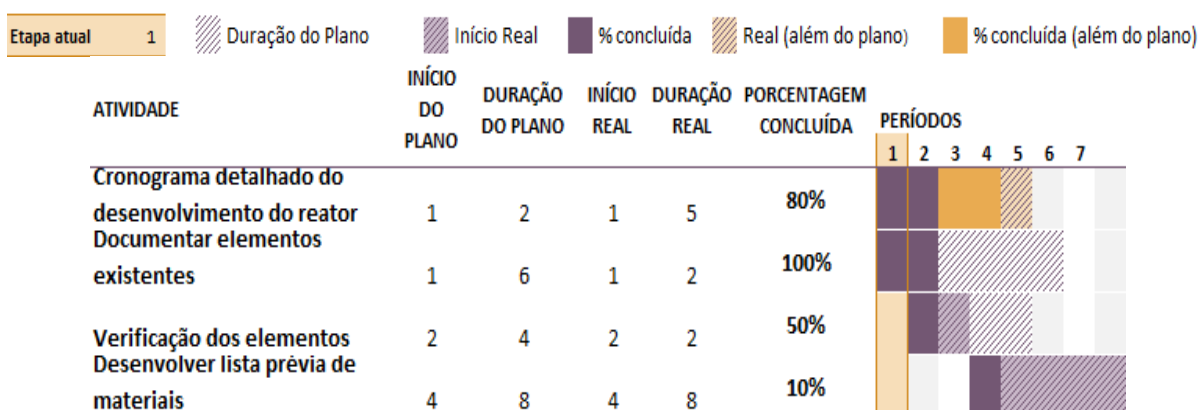 Etapa atual 1 Duração do Plano Início Real % concluída Real (além do plano) % concluída (além do plano)
ATIVIDADE INÍCIO DO PLANO DURAÇÃO DO PLANO INÍCIO REAL DURAÇÃO REAL PORCENTAGEM CONCLUÍDA PERÍODOS
1 2 3 4 5 6 7
Cronograma detalhado do
desenvolvimento do reator 1 2 1 5 80%
Documentar elementos
existentes 1 6 1 2 100%
Verificação dos elementos 2 4 2 2 50%
Desenvolver lista prévia de
materiais 4 8 4 8 10%